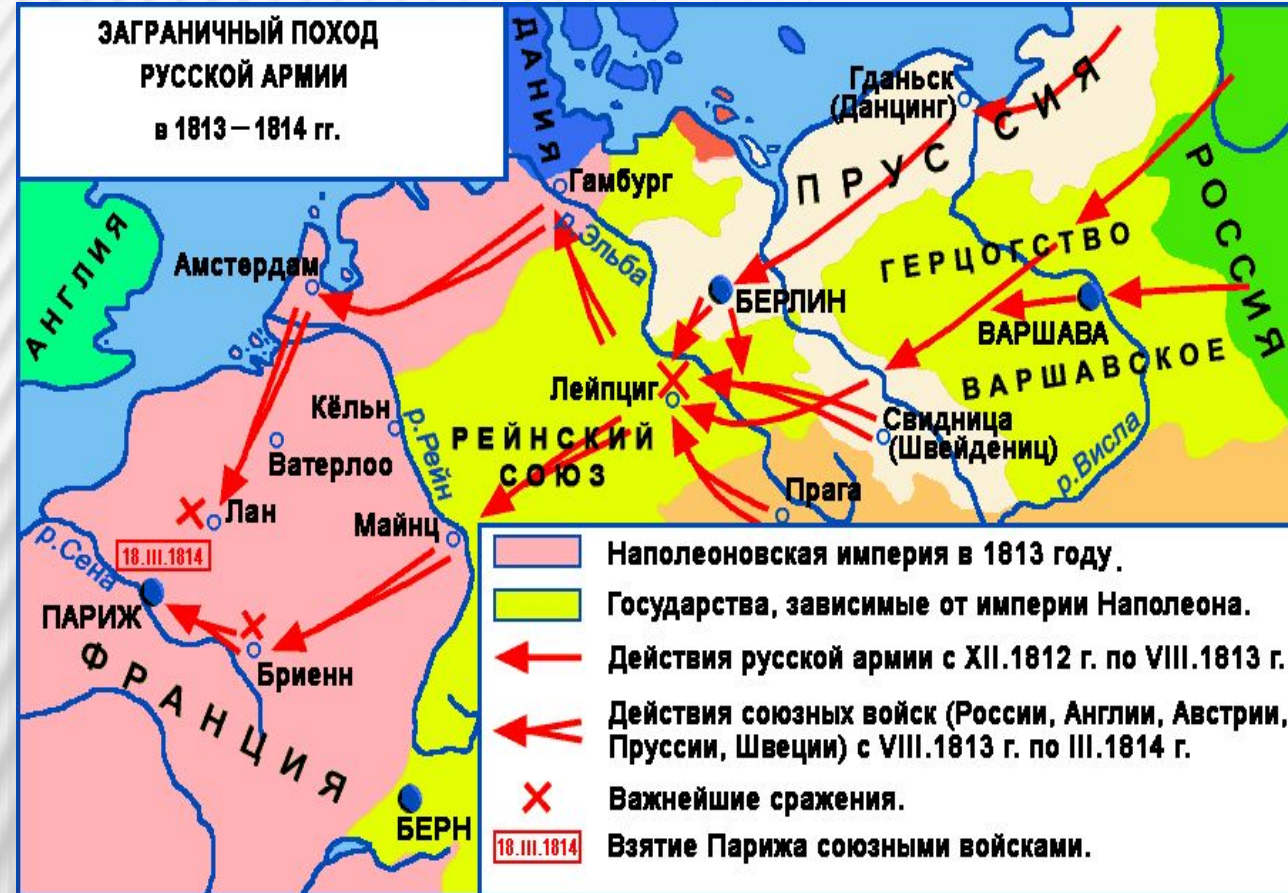 ЗАГРАНИЧНЫЙ ПОХОД
РУССКОЙ АРМИИ
в 1813 – 1814 гг.
ДАНИЯ
Гданьск
(Данцинг)
ПРУССИЯ
РОССИЯ
АНГЛИЯ
Гамбург
р.Эльба
Амстердам
БЕРЛИН
ГЕРЦОГСТВО
ВАРШАВА
ВАРШАВСКОЕ
Лейпциг
Кёльн
р.Рейн
РЕЙНСКИЙ
СОЮЗ
Свидница
(Швейдениц)
р.Висла
Ватерлоо
Прага
Лан
Майнц
р.Сена
18.III.1814
ПАРИЖ
Бриенн
ФРАНЦИЯ
БЕРН
Наполеоновская империя в 1813 году.
Государства, зависимые от империи Наполеона.
Действия русской армии с XII.1812 г. по VIII.1813 г.
Действия союзных войск (России, Англии, Австрии,
Пруссии, Швеции) с VIII.1813 г. по III.1814 г.
Важнейшие сражения.
18.III.1814 Взятие Парижа союзными войсками.